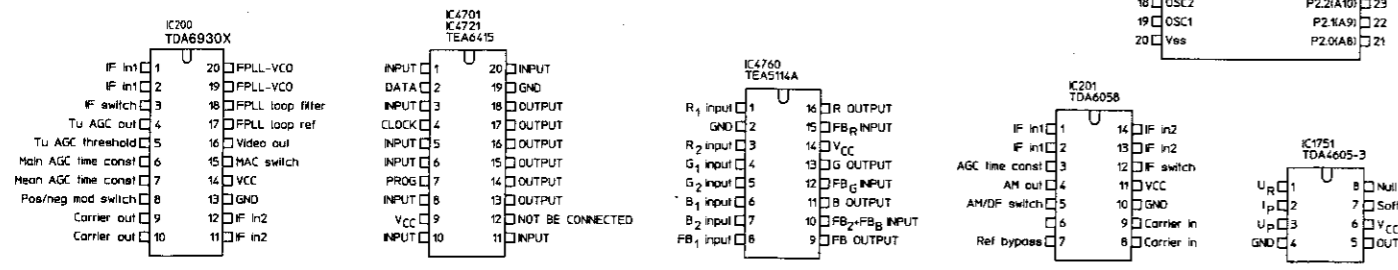 18 OSC2 P2.2(A10) 23
19 OSC1 P2.1(A9) 22
20 Vss P2.0(A8) 21
IC200
TDA6930X
IF in1 1 20 FPLL-VCO
IF in1 2 19 FPLL-VCO
IF switch 3 18 FPLL loop filter
Tu AGC out 4 17 FPLL loop ref
Tu AGC threshold 5 16 Video out
Main AGC time const 6 15 MAC switch
Mean AGC time const 7 14 VCC
Pos/neg mod switch 8 13 GND
Carrier out 9 12 IF in2
Carrier out 10 11 IF in2
IC4701
IC4721
TEA6415
INPUT 1 20 INPUT
DATA 2 19 GND
INPUT 3 18 OUTPUT
CLOCK 4 17 OUTPUT
INPUT 5 16 OUTPUT
INPUT 6 15 OUTPUT
PROG 7 14 OUTPUT
INPUT 8 13 OUTPUT
VCC 9 12 NOT BE CONNECTED
INPUT 10 11 INPUT
IC4760
TEA5114A
R1 input 1 16 R OUTPUT
GND 2 15 FBR INPUT
R2 input 3 14 VCC
G1 input 4 13 G OUTPUT
G2 input 5 12 FBG INPUT
B1 input 6 11 B OUTPUT
B2 input 7 10 FB2+FBB INPUT
FB1 input 8 9 FB OUTPUT
IC201
TDA6058
IF in1 1 14 IF in2
IF in1 2 13 IF in2
AGC time const 3 12 IF switch
AM out 4 11 VCC
AM/DF switch 5 10 GND
6 9 Carrier in
Ref bypass 7 8 Carrier in
IC1751
TDA4605-3
UR 1 8 Null
IP 2 7 Soft
UP 3 6 VCC
GND 4 5 OUT